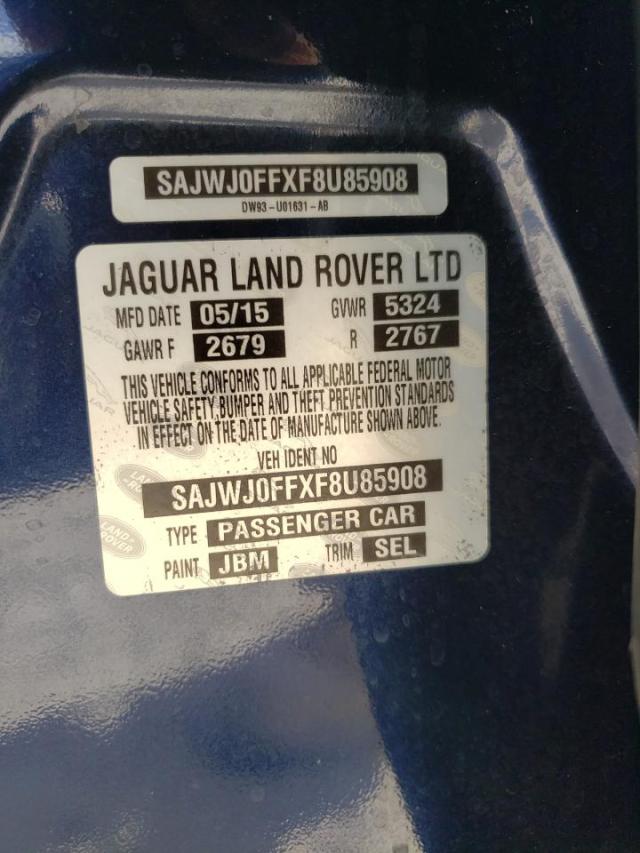 SAJWJ0FFXF8U85908
DW93-U01631-AB
JAGUAR LAND ROVER LTD
MFD DATE 05/15 GVWR 5324
GAWR F 2679 R 2767
THIS VEHICLE CONFORMS TO ALL APPLICABLE FEDERAL MOTOR
VEHICLE SAFETY,BUMPER AND THEFT PREVENTION STANDARDS
IN EFFECT ON THE DATE OF MANUFACTURE SHOWN ABOVE.
VEH IDENT NO
SAJWJ0FFXF8U85908
TYPE PASSENGER CAR
PAINT JBM TRIM SEL
LAND
ROVER